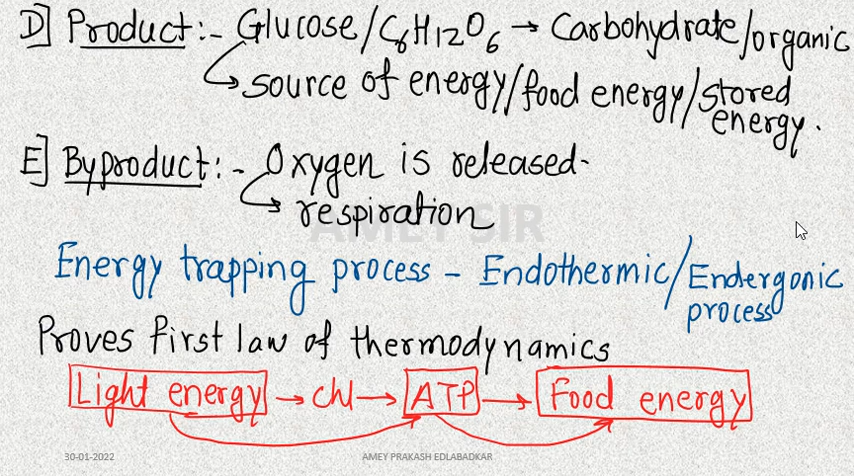 D] Product:- Glucose/C6H12O6 → Carbohydrate/organic
↳ source of energy/food energy/stored
energy.
E] Byproduct:- Oxygen is released.
↳ respiration
AMEY SIR
Energy trapping process - Endothermic/Endergonic
process
Proves first law of thermodynamics
Light energy → chl → ATP → Food energy
30-01-2022 AMEY PRAKASH EDLABADKAR